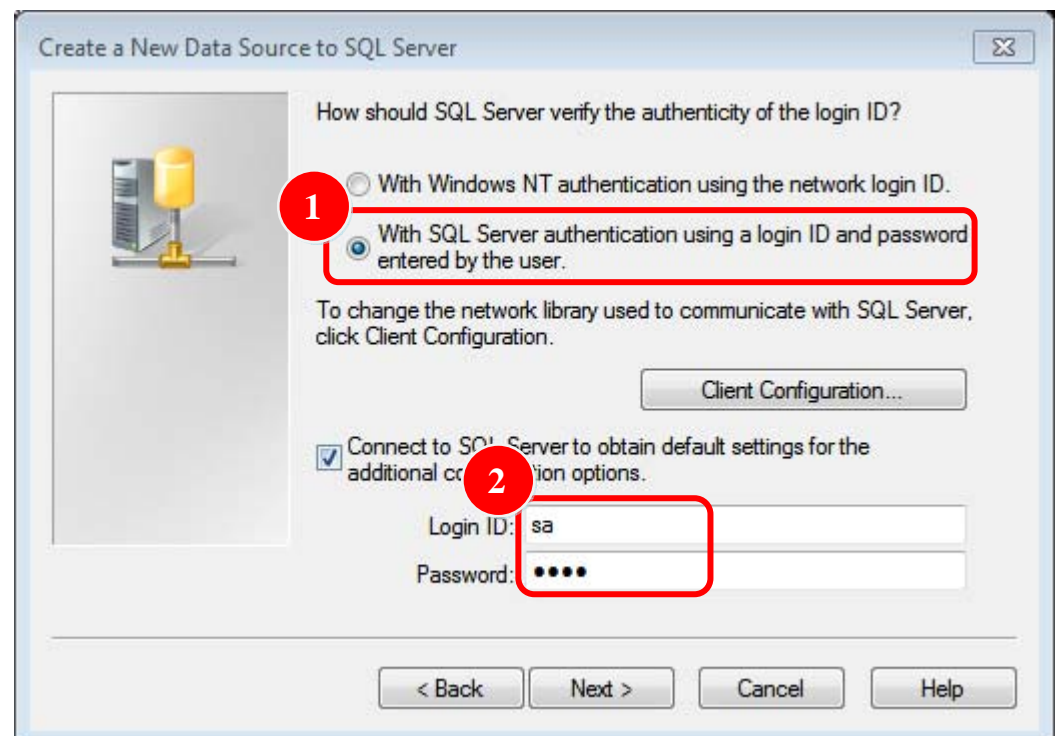 Create a New Data Source to SQL Server
How should SQL Server verify the authenticity of the login ID?
With Windows NT authentication using the network login ID.
1
With SQL Server authentication using a login ID and password
entered by the user.
To change the network library used to communicate with SQL Server,
click Client Configuration.
Client Configuration...
Connect to SQL Server to obtain default settings for the
additional tion options.
2
Login ID: sa
Password: ••••
< Back Next > Cancel Help